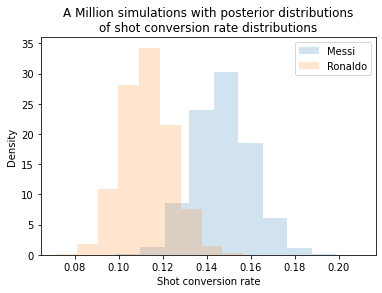 A Million simulations with posterior distributions
of shot conversion rate distributions
Messi
Ronaldo
Density
35
30
25
20
15
10
5
0
0.08 0.10 0.12 0.14 0.16 0.18 0.20
Shot conversion rate